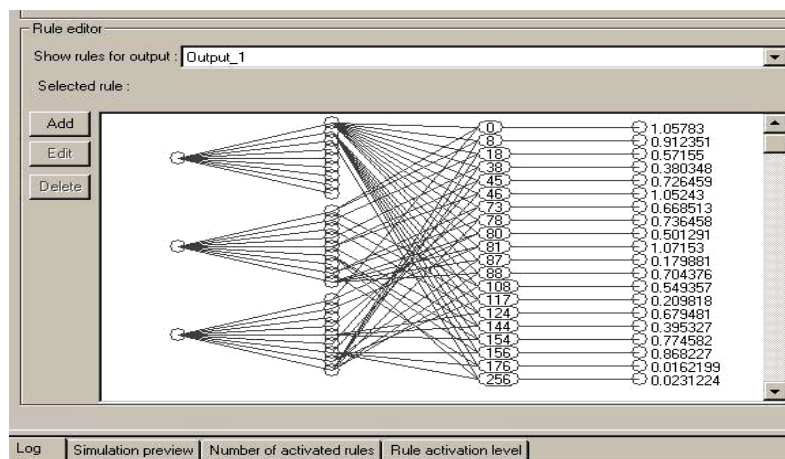 Rule editor
Show rules for output : Output_1
Selected rule :
Add
Edit
Delete
0 1.05783
8 0.912351
18 0.57155
38 0.380348
45 0.726459
46 1.05243
73 0.668513
78 0.736458
80 0.501291
81 1.07153
87 0.179881
88 0.704376
108 0.549357
117 0.209818
124 0.679481
144 0.395327
154 0.774582
156 0.868227
176 0.0162199
256 0.0231224
Log Simulation preview Number of activated rules Rule activation level